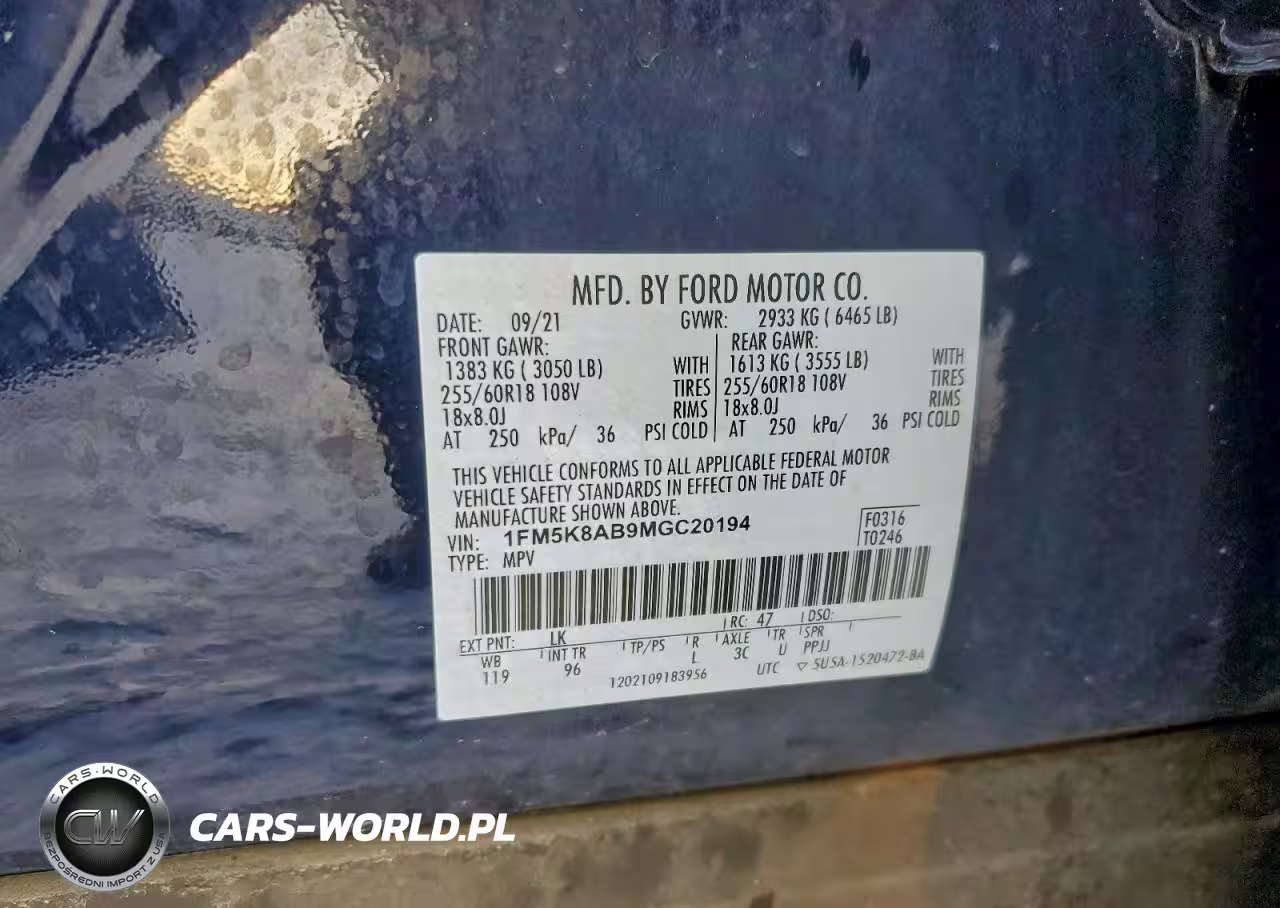 MFD. BY FORD MOTOR CO.
DATE: 09/21 GVWR: 2933 KG ( 6465 LB)
FRONT GAWR: REAR GAWR:
1383 KG ( 3050 LB) WITH 1613 KG ( 3555 LB) WITH
255/60R18 108V TIRES 255/60R18 108V TIRES
18x8.0J RIMS 18x8.0J RIMS
AT 250 kPa/ 36 PSI COLD AT 250 kPa/ 36 PSI COLD
THIS VEHICLE CONFORMS TO ALL APPLICABLE FEDERAL MOTOR
VEHICLE SAFETY STANDARDS IN EFFECT ON THE DATE OF
MANUFACTURE SHOWN ABOVE.
VIN: 1FM5K8AB9MGC20194 F0316
TYPE: MPV T0246
EXT PNT: LK RC: 47 DSO:
WB INT TR TP/PS R AXLE TR SPR
119 96 L 3C U PPJJ
1202109183956 UTC ▽ 5U5A-1520472-BA
CARS-WORLD
CW
BEZPOŚREDNI IMPORT Z USA
CARS-WORLD.PL